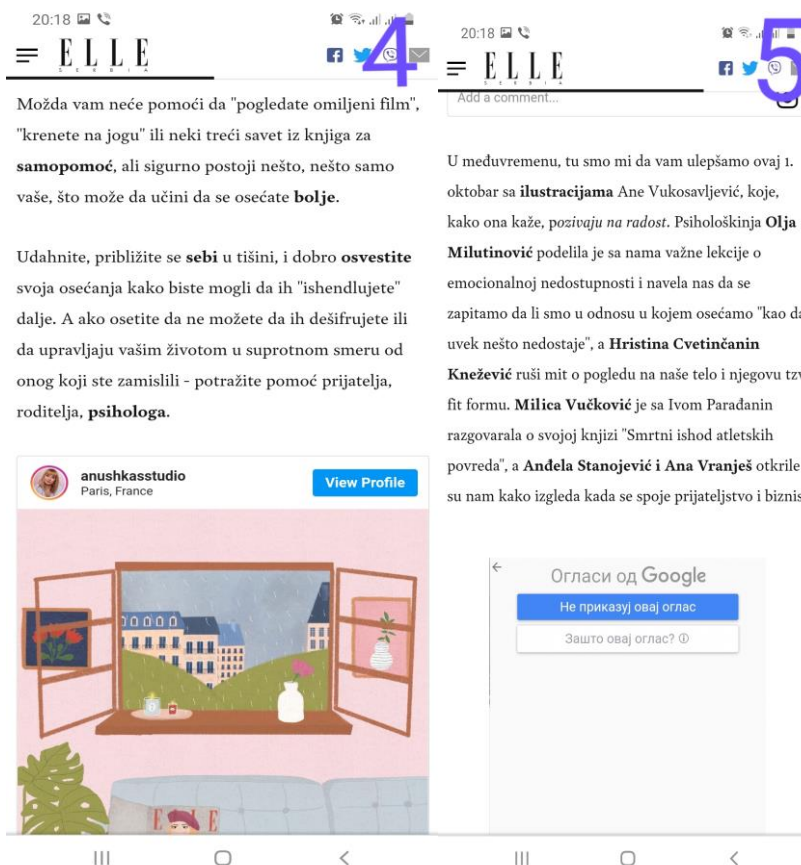 20:18
4
ELLE
SERBIA
Možda vam neće pomoći da "pogledate omiljeni film",
"krenete na jogu" ili neki treći savet iz knjiga za
samopomoć, ali sigurno postoji nešto, nešto samo
vaše, što može da učini da se osećate bolje.
Udahnite, približite se sebi u tišini, i dobro osvestite
svoja osećanja kako biste mogli da ih "ishendlujete"
dalje. A ako osetite da ne možete da ih dešifrujete ili
da upravljaju vašim životom u suprotnom smeru od
onog koji ste zamislili - potražite pomoć prijatelja,
roditelja, psihologa.
anushkasstudio
Paris, France
View Profile
ELLE
20:18
5
ELLE
SERBIA
Add a comment...
U međuvremenu, tu smo mi da vam ulepšamo ovaj 1.
oktobar sa ilustracijama Ane Vukosavljević, koje,
kako ona kaže, pozivaju na radost. Psihološkinja Olja
Milutinović podelila je sa nama važne lekcije o
emocionalnoj nedostupnosti i navela nas da se
zapitamo da li smo u odnosu u kojem osećamo "kao da
uvek nešto nedostaje", a Hristina Cvetinčanin
Knežević ruši mit o pogledu na naše telo i njegovu tzv
fit formu. Milica Vučković je sa Ivom Parađanin
razgovarala o svojoj knjizi "Smrtni ishod atletskih
povreda", a Anđela Stanojević i Ana Vranješ otkrile
su nam kako izgleda kada se spoje prijateljstvo i biznis
Огласи од Google
Не приказуј овај оглас
Зашто овај оглас?